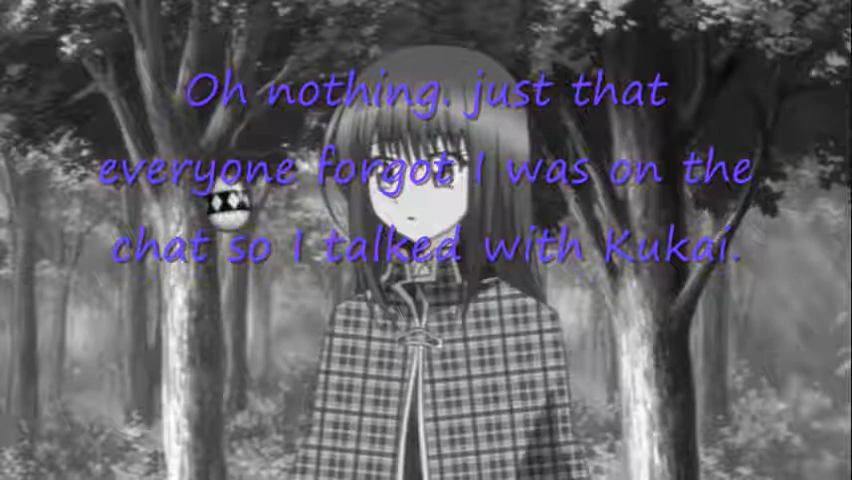 Oh nothing. just that
everyone forgot I was on the
chat so I talked with Kukai.